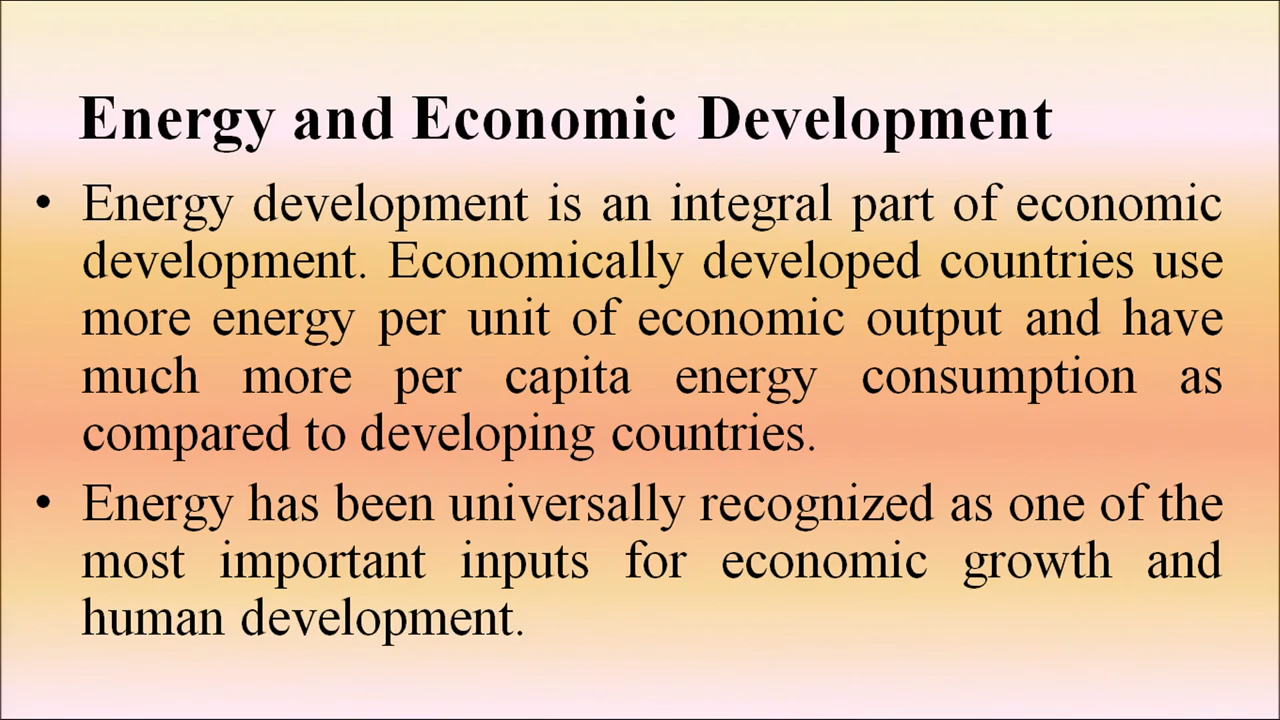 Energy and Economic Development
• Energy development is an integral part of economic
development. Economically developed countries use
more energy per unit of economic output and have
much more per capita energy consumption as
compared to developing countries.
• Energy has been universally recognized as one of the
most important inputs for economic growth and
human development.